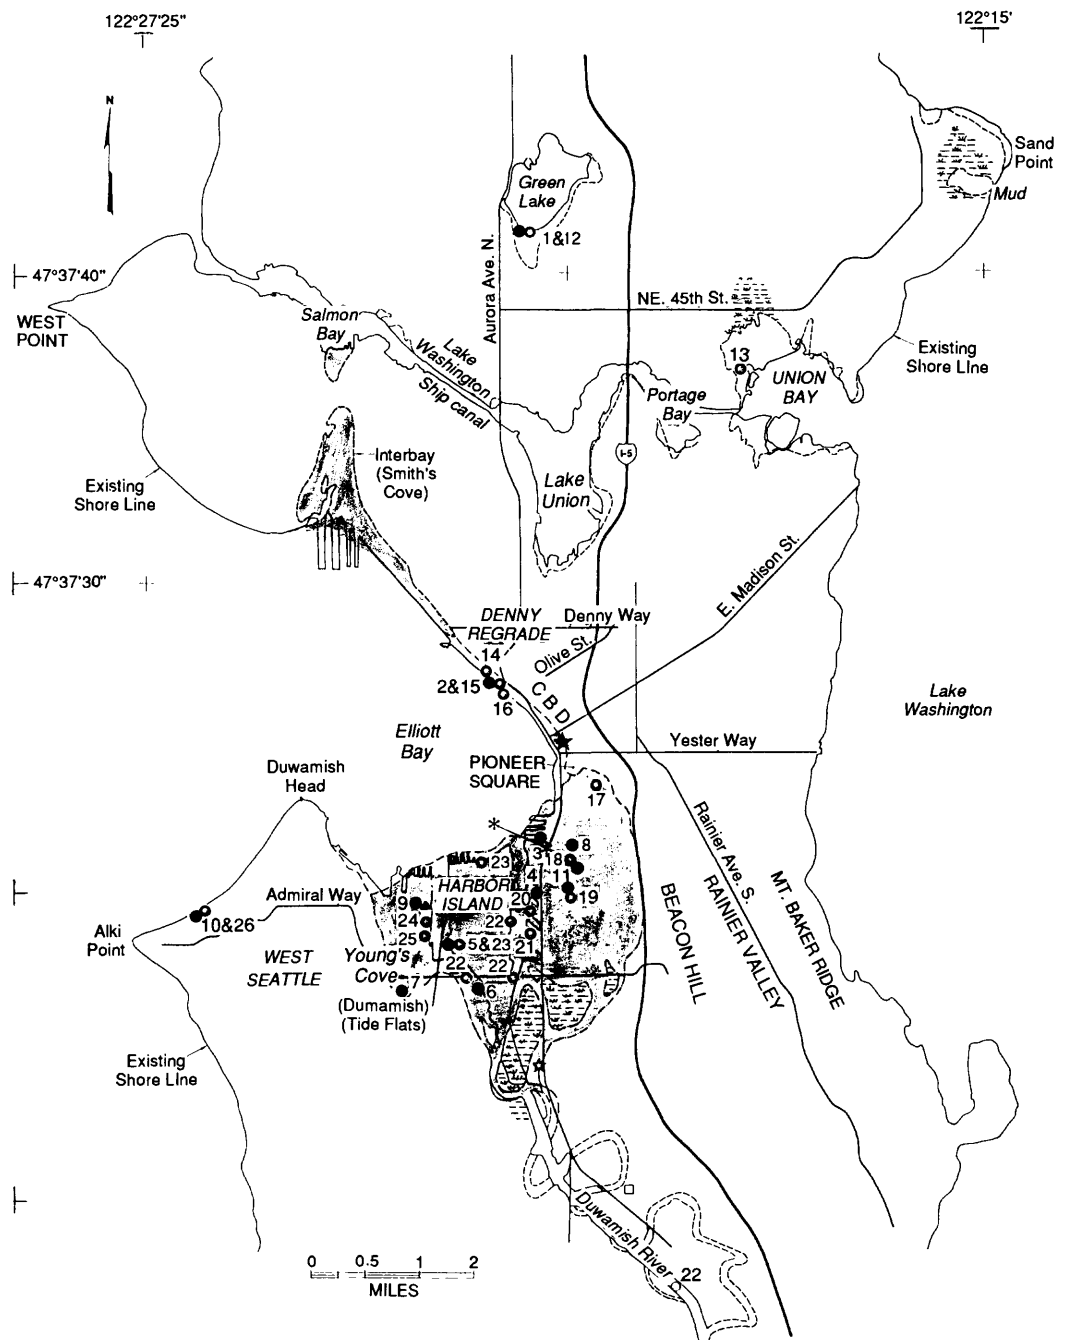 122°27'25"
122°15'
N
Sand
Point
Mud
Green
Lake
1&12
Aurora Ave. N.
47°37'40"
WEST
POINT
Salmon
Bay
Lake
Washington
Ship canal
NE. 45th St.
13
UNION
BAY
Existing
Shore LIne
Portage
Bay
I-5
Interbay
(Smith's
Cove)
Existing
Shore Line
Lake
Union
E. Madison St.
47°37'30"
DENNY
REGRADE
Denny Way
Olive St.
14
2&15
16
CBD
Elliott
Bay
Lake
Washington
Yester Way
PIONEER
SQUARE
17
Duwamish
Head
*
3
8
18
23
11
4
HARBOR
ISLAND
19
20
9
Admiral Way
24
22
10&26
25
5&23
21
Alki
Point
WEST
SEATTLE
Young's
Cove
22
22
7
6
(Dumamish)
(Tide Flats)
Rainier Ave. S.
RAINIER VALLEY
BEACON HILL
MT. BAKER RIDGE
Existing
Shore LIne
Duwamish River
22
0 0.5 1 2
MILES